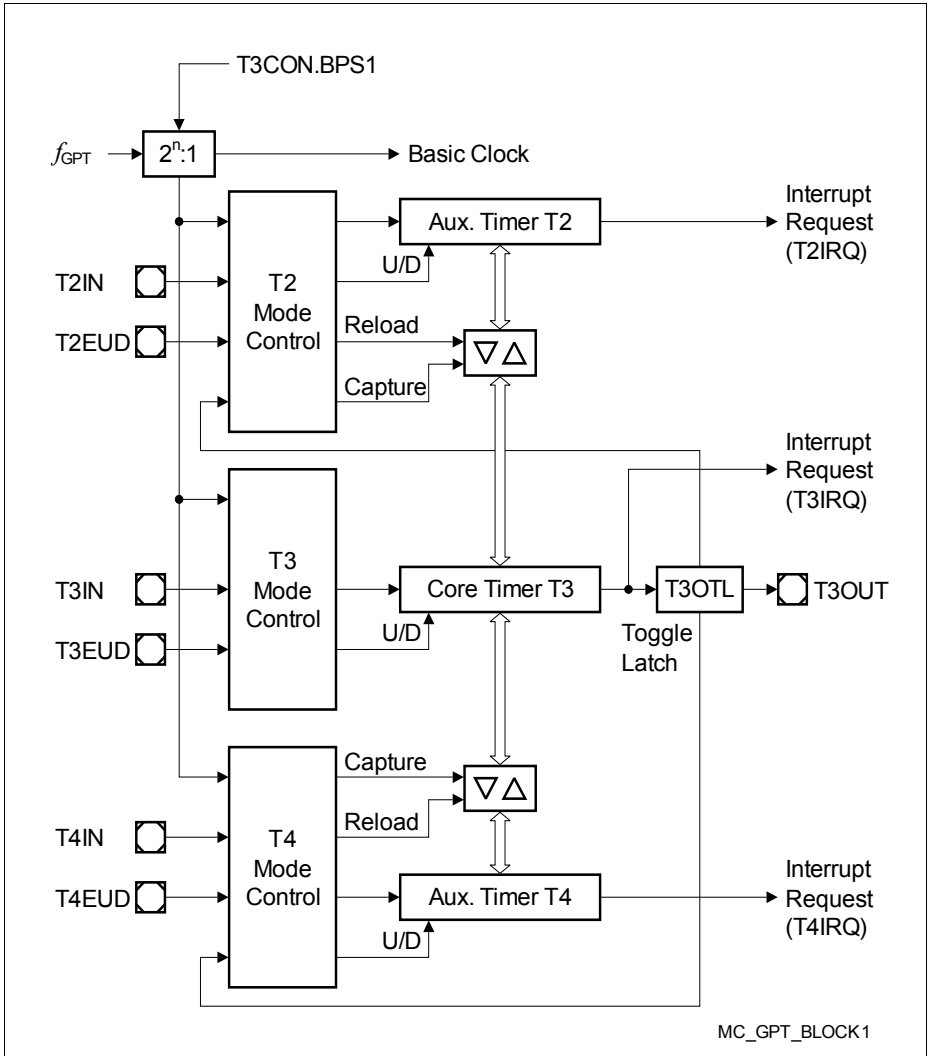 T3CON.BPS1
fGPT
2n:1
Basic Clock
Interrupt
Request
(T2IRQ)
Aux. Timer T2
U/D
T2IN
T2EUD
T2
Mode
Control
Reload
Capture
Interrupt
Request
(T3IRQ)
T3IN
T3EUD
T3
Mode
Control
Core Timer T3
U/D
T3OTL
T3OUT
Toggle
Latch
Capture
Reload
T4IN
T4EUD
T4
Mode
Control
Aux. Timer T4
U/D
Interrupt
Request
(T4IRQ)
MC_GPT_BLOCK1